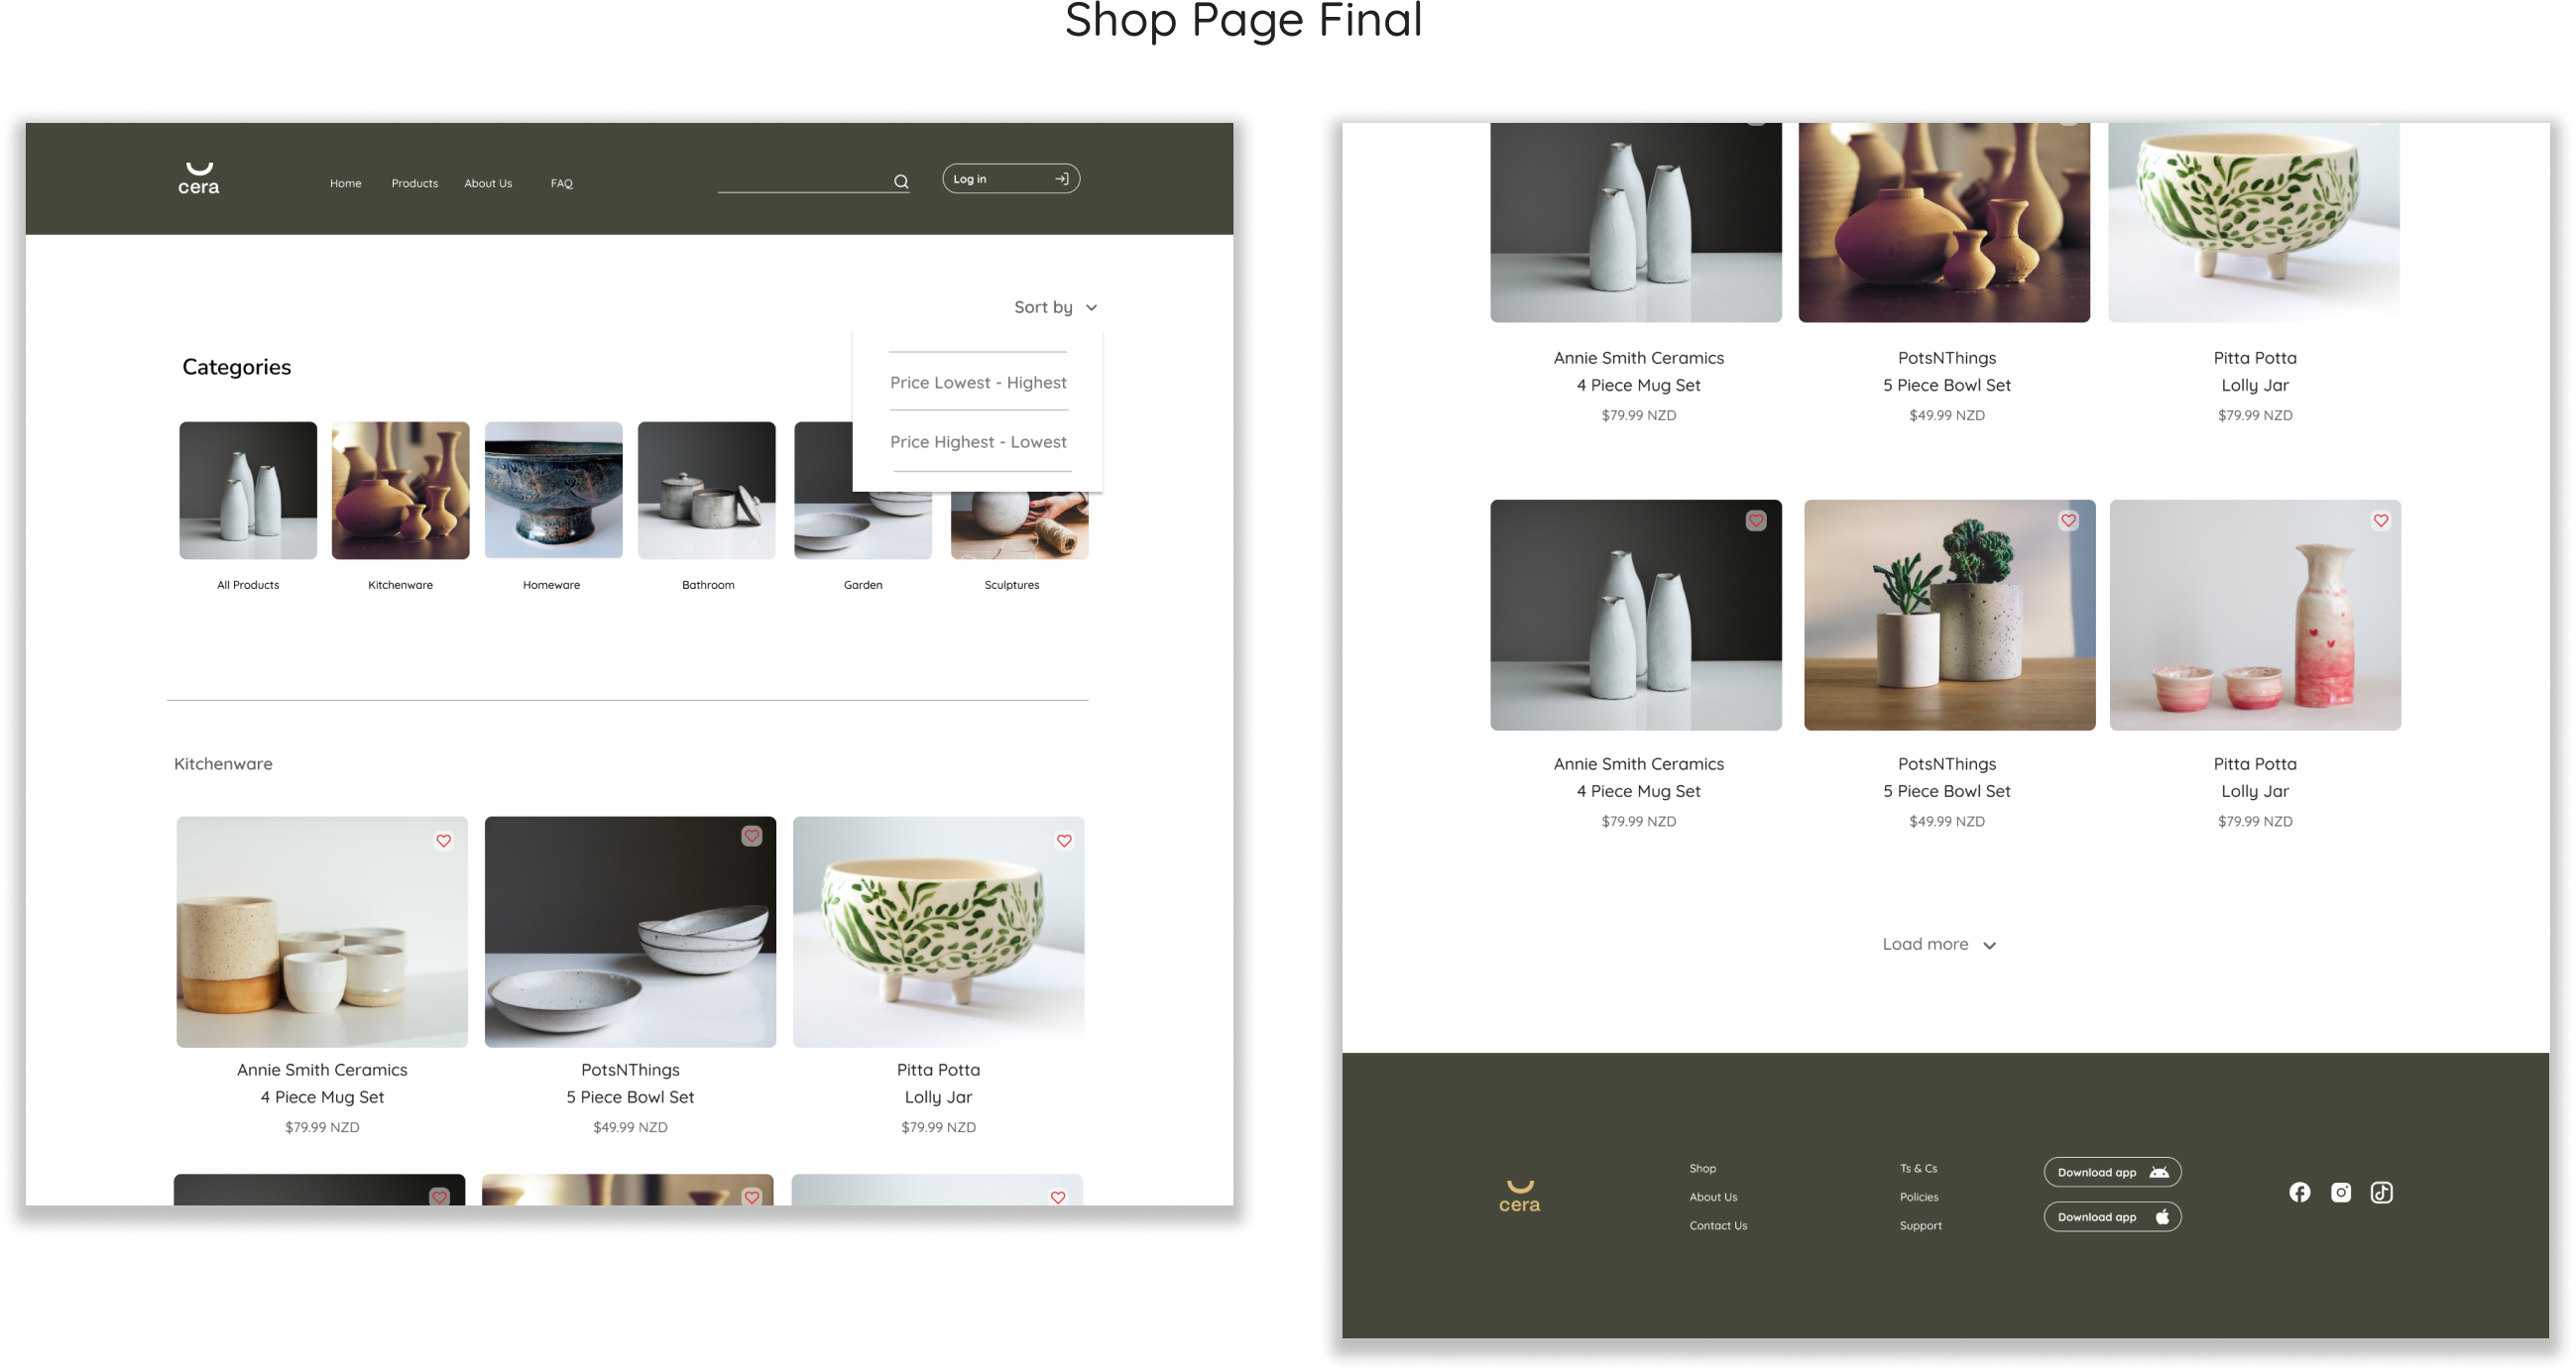 Shop Page Final
cera
Home Products About Us FAQ
Log in
Sort by
Price Lowest - Highest
Price Highest - Lowest
Categories
All Products Kitchenware Homeware Bathroom Garden Sculptures
Kitchenware
Annie Smith Ceramics
4 Piece Mug Set
$79.99 NZD
PotsNThings
5 Piece Bowl Set
$49.99 NZD
Pitta Potta
Lolly Jar
$79.99 NZD
Annie Smith Ceramics
4 Piece Mug Set
$79.99 NZD
PotsNThings
5 Piece Bowl Set
$49.99 NZD
Pitta Potta
Lolly Jar
$79.99 NZD
Annie Smith Ceramics
4 Piece Mug Set
$79.99 NZD
PotsNThings
5 Piece Bowl Set
$49.99 NZD
Pitta Potta
Lolly Jar
$79.99 NZD
Load more
cera
Shop
About Us
Contact Us
Ts & Cs
Policies
Support
Download app
Download app